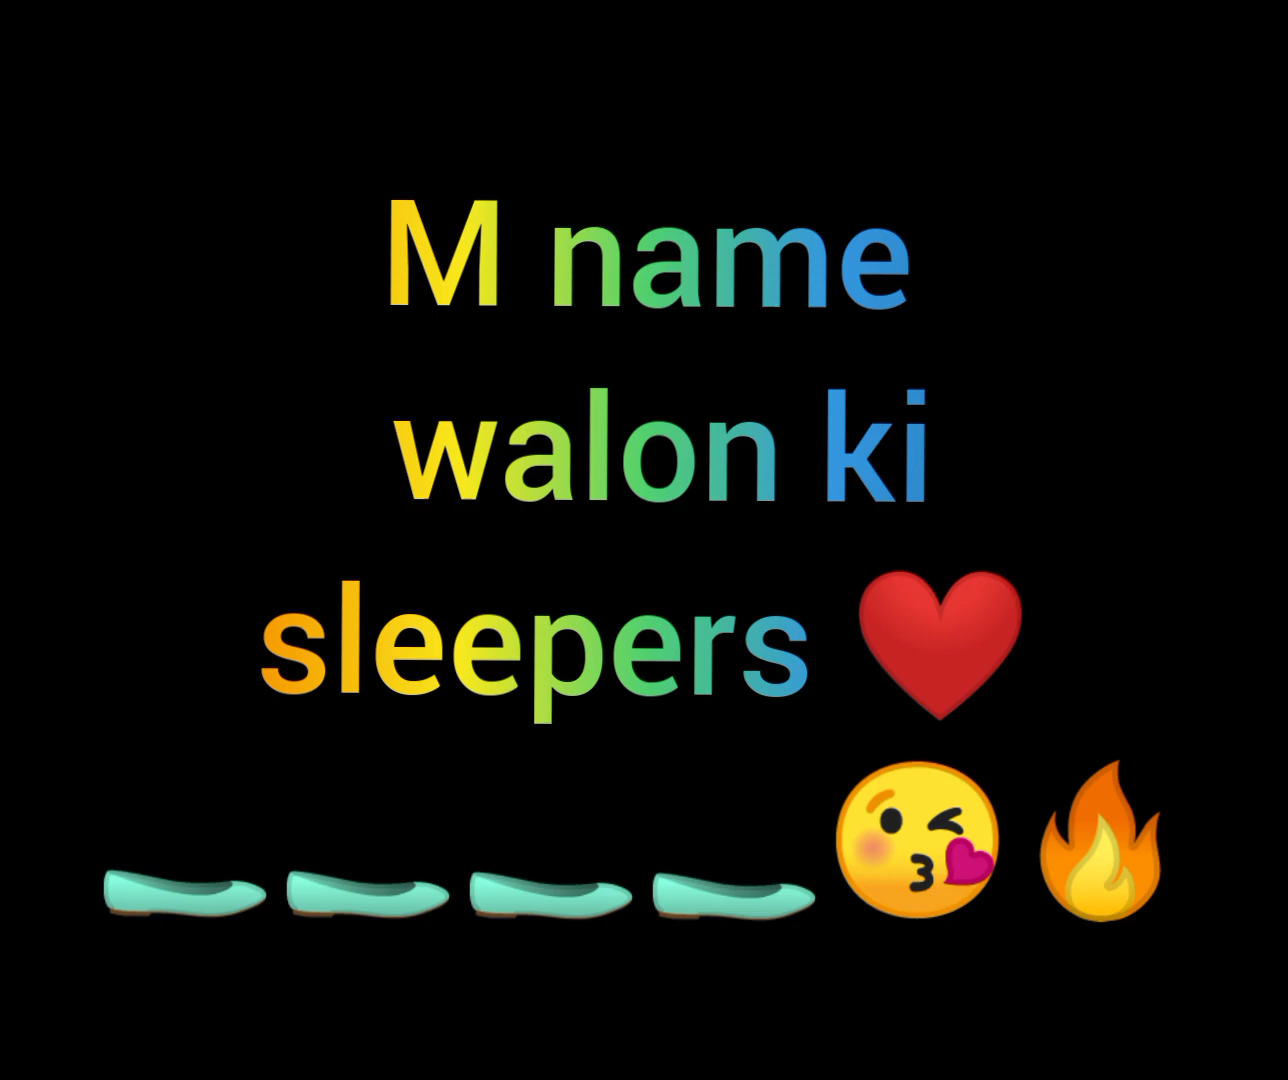 M name
walon ki
sleepers ❤️
🥿🥿🥿🥿😘🔥